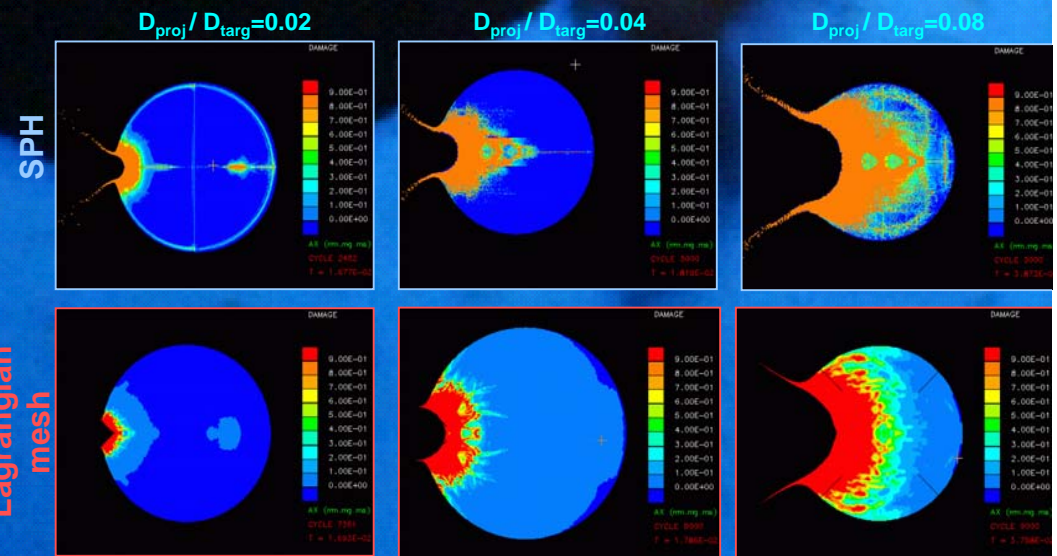 Dproj / Dtarg=0.02
Dproj / Dtarg=0.04
Dproj / Dtarg=0.08
SPH
DAMAGE
9.00E-01
8.00E-01
7.00E-01
6.00E-01
5.00E-01
4.00E-01
3.00E-01
2.00E-01
1.00E-01
0.00E+00
AX (mm.mg.ms)
CYCLE
DAMAGE
9.00E-01
8.00E-01
7.00E-01
6.00E-01
5.00E-01
4.00E-01
3.00E-01
2.00E-01
1.00E-01
0.00E+00
AX (mm.mg.ms)
CYCLE
DAMAGE
9.00E-01
8.00E-01
7.00E-01
6.00E-01
5.00E-01
4.00E-01
3.00E-01
2.00E-01
1.00E-01
0.00E+00
AX (mm.mg.ms)
CYCLE
Lagrangian
mesh
DAMAGE
9.00E-01
8.00E-01
7.00E-01
6.00E-01
5.00E-01
4.00E-01
3.00E-01
2.00E-01
1.00E-01
0.00E+00
AX (mm.mg.ms)
CYCLE
DAMAGE
9.00E-01
8.00E-01
7.00E-01
6.00E-01
5.00E-01
4.00E-01
3.00E-01
2.00E-01
1.00E-01
0.00E+00
AX (mm.mg.ms)
CYCLE
DAMAGE
9.00E-01
8.00E-01
7.00E-01
6.00E-01
5.00E-01
4.00E-01
3.00E-01
2.00E-01
1.00E-01
0.00E+00
AX (mm.mg.ms)
CYCLE